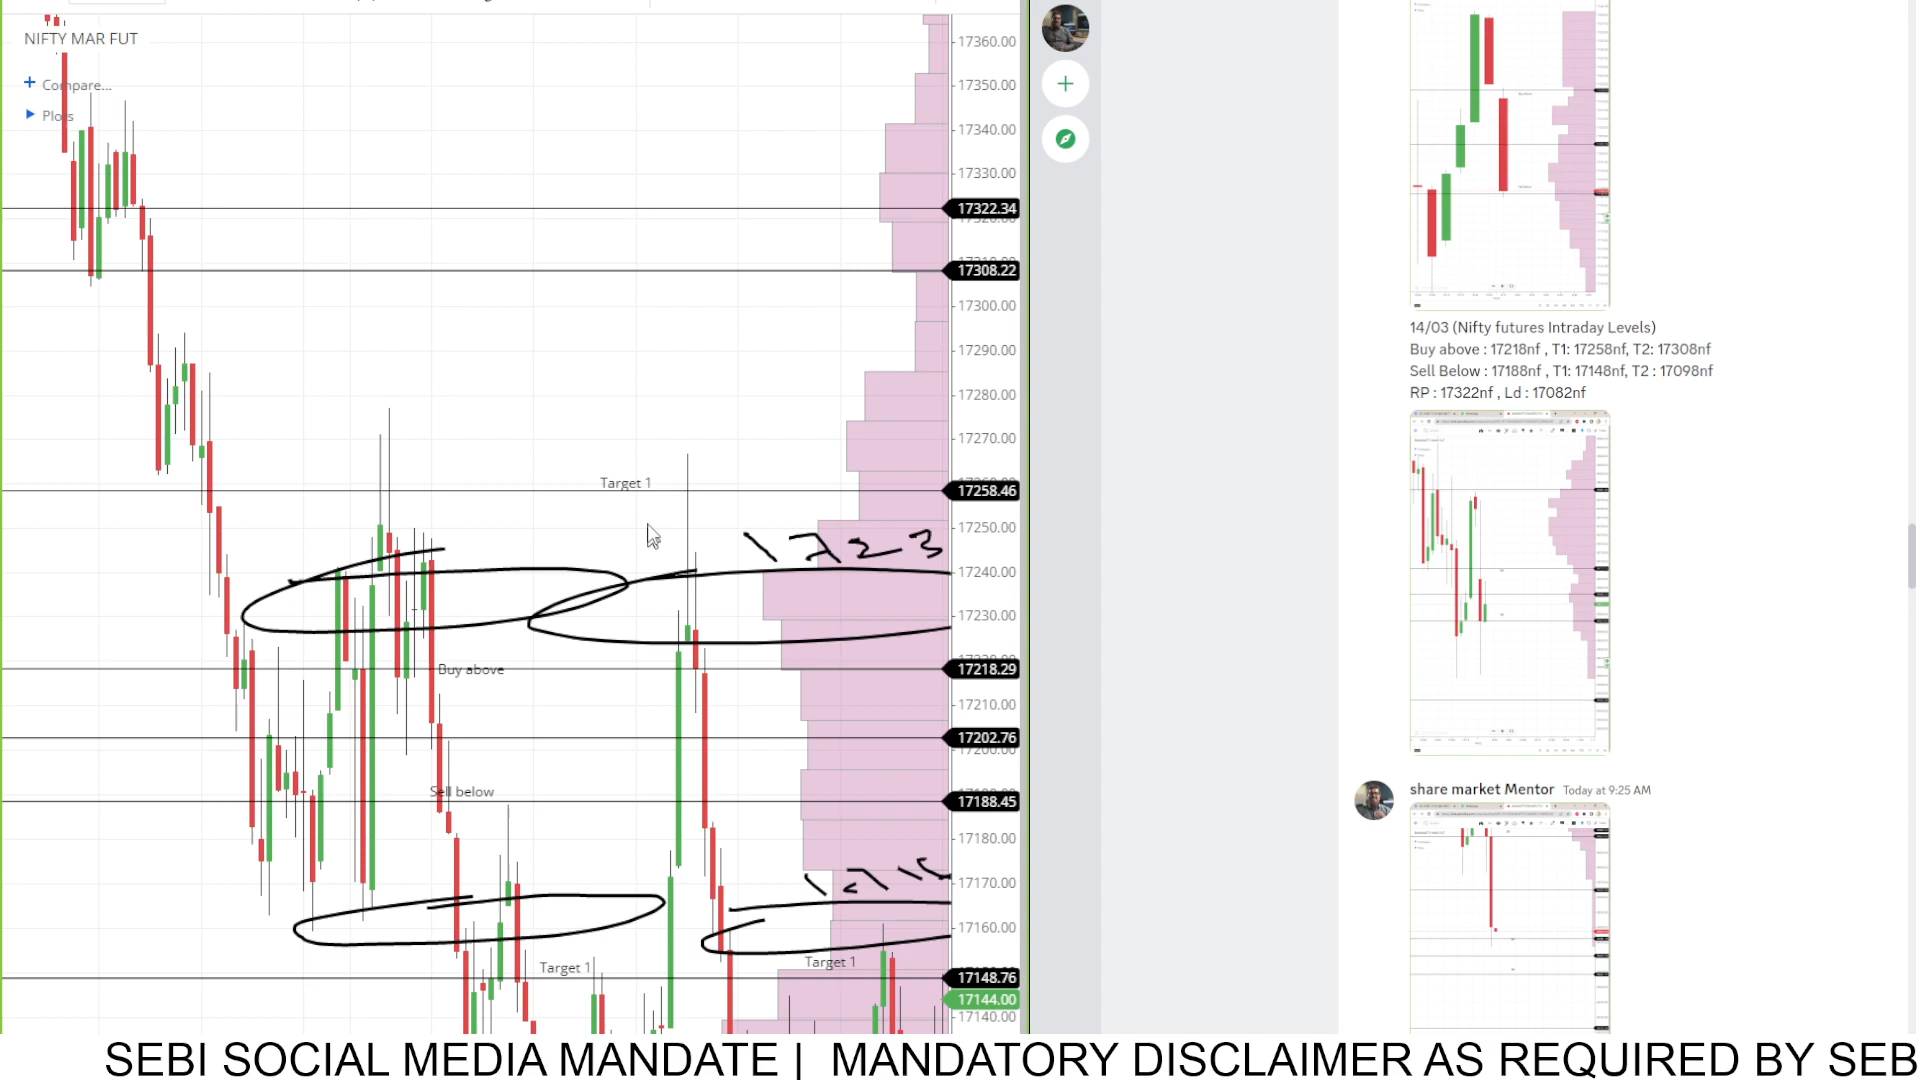 NIFTY MAR FUT
+ Compare...
Plots
17360.00
17350.00
17340.00
17330.00
17322.34
17308.22
17300.00
17290.00
17280.00
17270.00
Target 1
17258.46
17250.00
1723
17240.00
17230.00
Buy above
17218.29
17210.00
17202.76
17200.00
Sell below
17188.45
17180.00
17170.00
17160.00
Target 1
Target 1
17148.76
17144.00
17140.00
14/03 (Nifty futures Intraday Levels)
Buy above : 17218nf , T1: 17258nf, T2: 17308nf
Sell Below : 17188nf , T1: 17148nf, T2 : 17098nf
RP : 17322nf , Ld : 17082nf
share market Mentor Today at 9:25 AM
SEBI SOCIAL MEDIA MANDATE | MANDATORY DISCLAIMER AS REQUIRED BY SEB